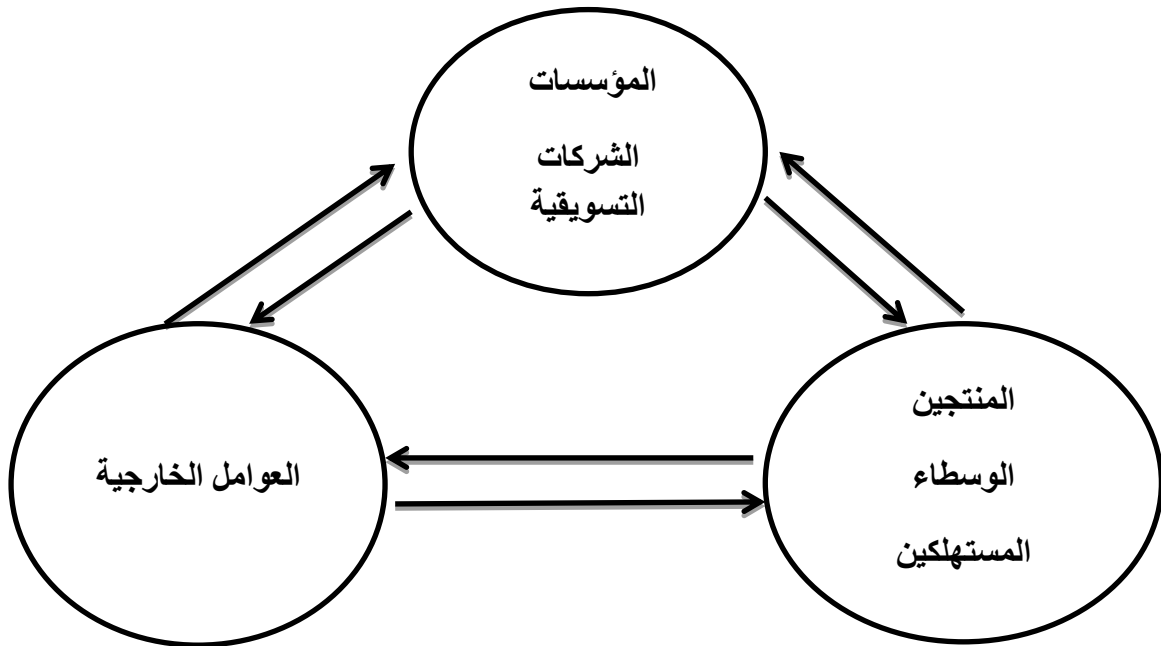 المؤسسات
الشركات
التسويقية
المنتجين
الوسطاء
المستهلكين
العوامل الخارجية